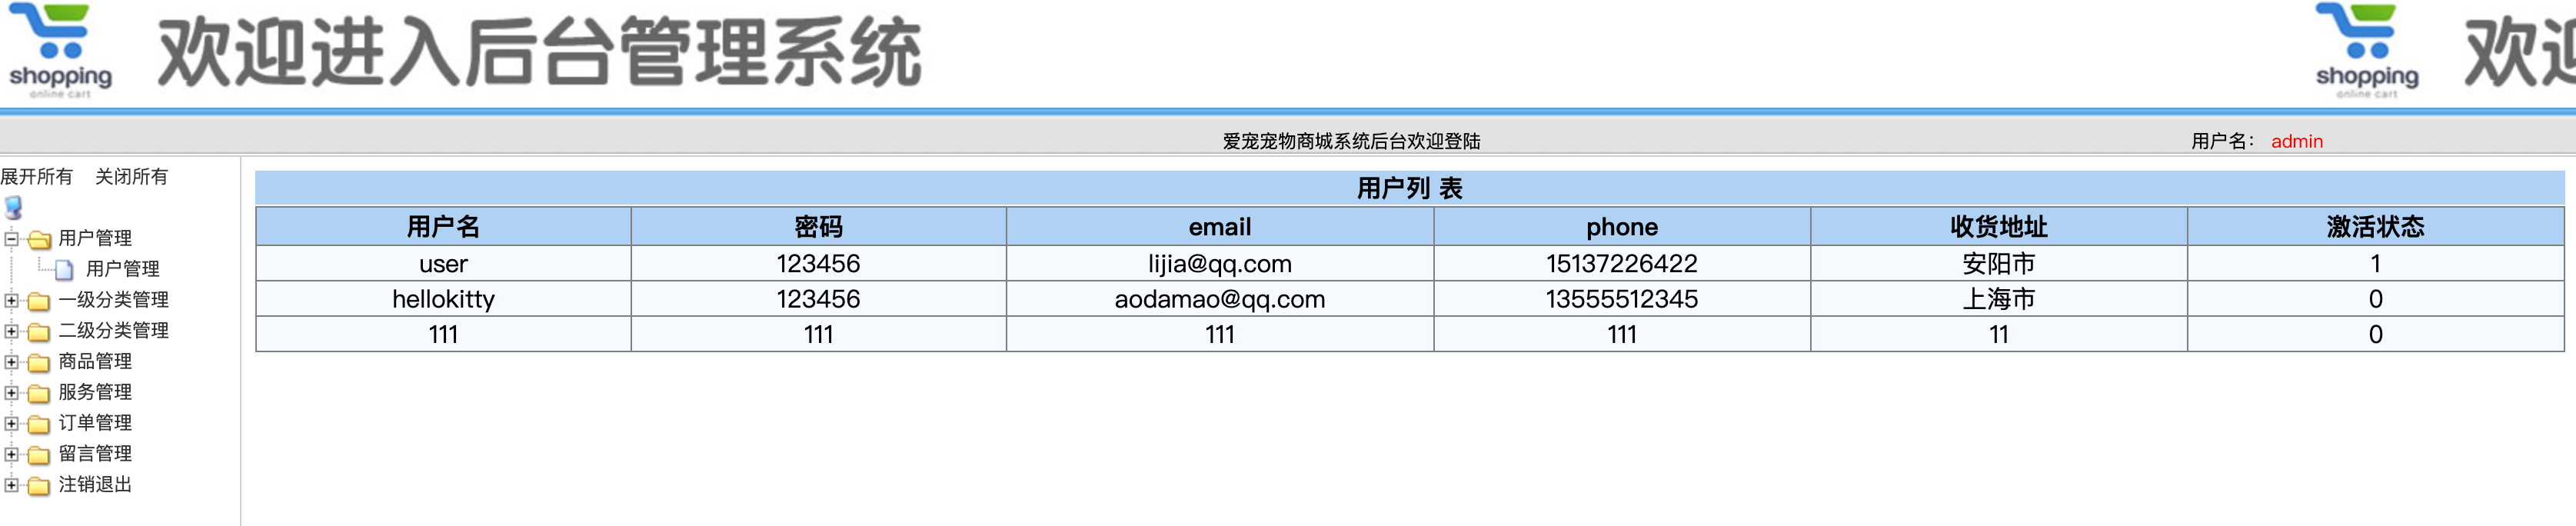 shopping
online cart
欢迎进入后台管理系统
shopping
online cart
欢迎
爱宠宠物商城系统后台欢迎登陆
用户名： admin
展开所有 关闭所有
用户管理
用户管理
一级分类管理
二级分类管理
商品管理
服务管理
订单管理
留言管理
注销退出
用户列 表
用户名 密码 email phone 收货地址 激活状态
user 123456 lijia@qq.com 15137226422 安阳市 1
hellokitty 123456 aodamao@qq.com 13555512345 上海市 0
111 111 111 111 11 0